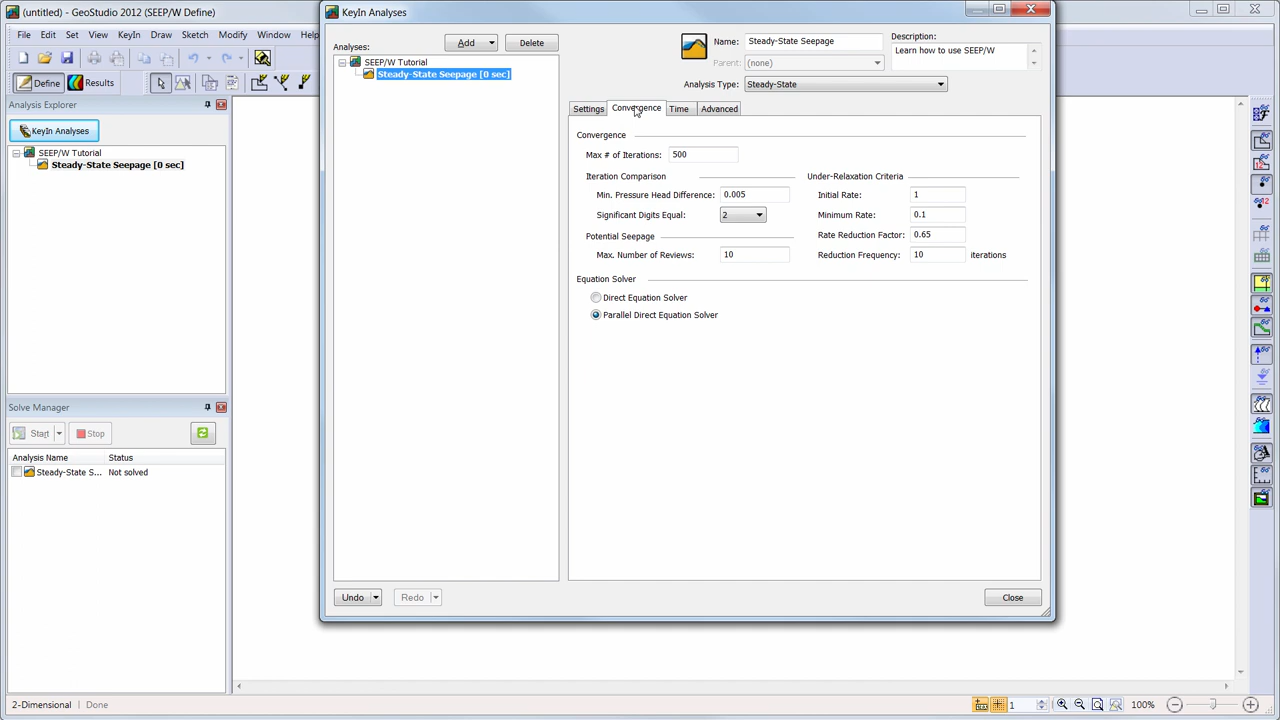 (untitled) - GeoStudio 2012 (SEEP/W Define)
File Edit Set View KeyIn Draw Sketch Modify Window Help
Define Results
Analysis Explorer
KeyIn Analyses
SEEP/W Tutorial
Steady-State Seepage [0 sec]
Solve Manager
Start Stop
Analysis Name Status
Steady-State S... Not solved
2-Dimensional Done
KeyIn Analyses
Analyses: Add Delete
SEEP/W Tutorial
Steady-State Seepage [0 sec]
Name: Steady-State Seepage
Parent: (none)
Description:
Learn how to use SEEP/W
Analysis Type: Steady-State
Settings Convergence Time Advanced
Convergence
Max # of Iterations: 500
Iteration Comparison
Min. Pressure Head Difference: 0.005
Significant Digits Equal: 2
Potential Seepage
Max. Number of Reviews: 10
Under-Relaxation Criteria
Initial Rate: 1
Minimum Rate: 0.1
Rate Reduction Factor: 0.65
Reduction Frequency: 10 iterations
Equation Solver
Direct Equation Solver
Parallel Direct Equation Solver
Undo Redo Close
1 100%